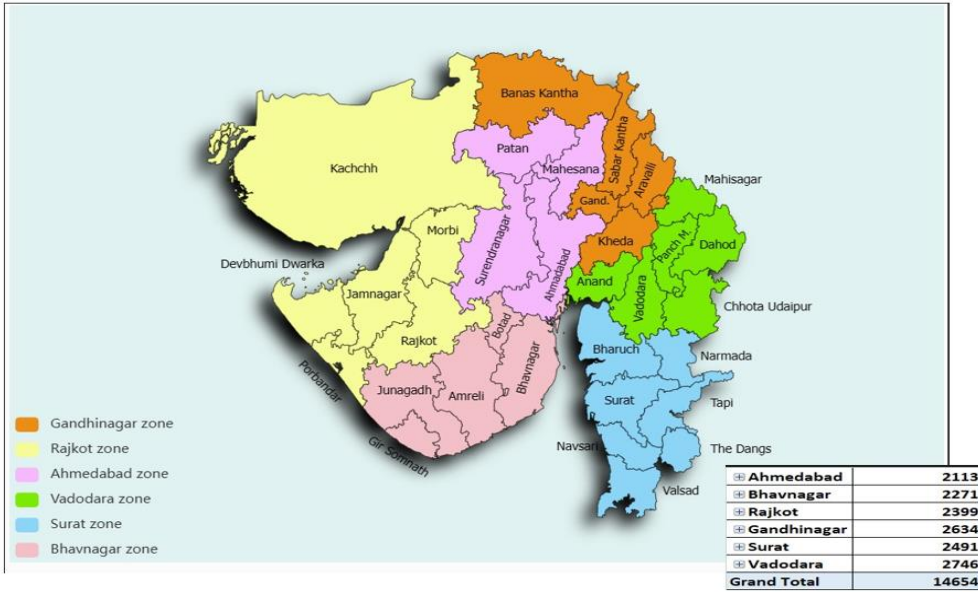 Banas Kantha
Patan
Mahesana
Sabar Kantha
Aravalli
Kachchh
Gand.
Mahisagar
Morbi
Surendranagar
Ahmadabad
Kheda
Panch M.
Dahod
Devbhumi Dwarka
Jamnagar
Anand
Vadodara
Chhota Udaipur
Rajkot
Botad
Bhavnagar
Bharuch
Narmada
Porbandar
Junagadh
Amreli
Surat
Tapi
Gir Somnath
Navsari
The Dangs
Valsad
Gandhinagar zone
Rajkot zone
Ahmedabad zone
Vadodara zone
Surat zone
Bhavnagar zone
Ahmedabad 2113
Bhavnagar 2271
Rajkot 2399
Gandhinagar 2634
Surat 2491
Vadodara 2746
Grand Total 14654